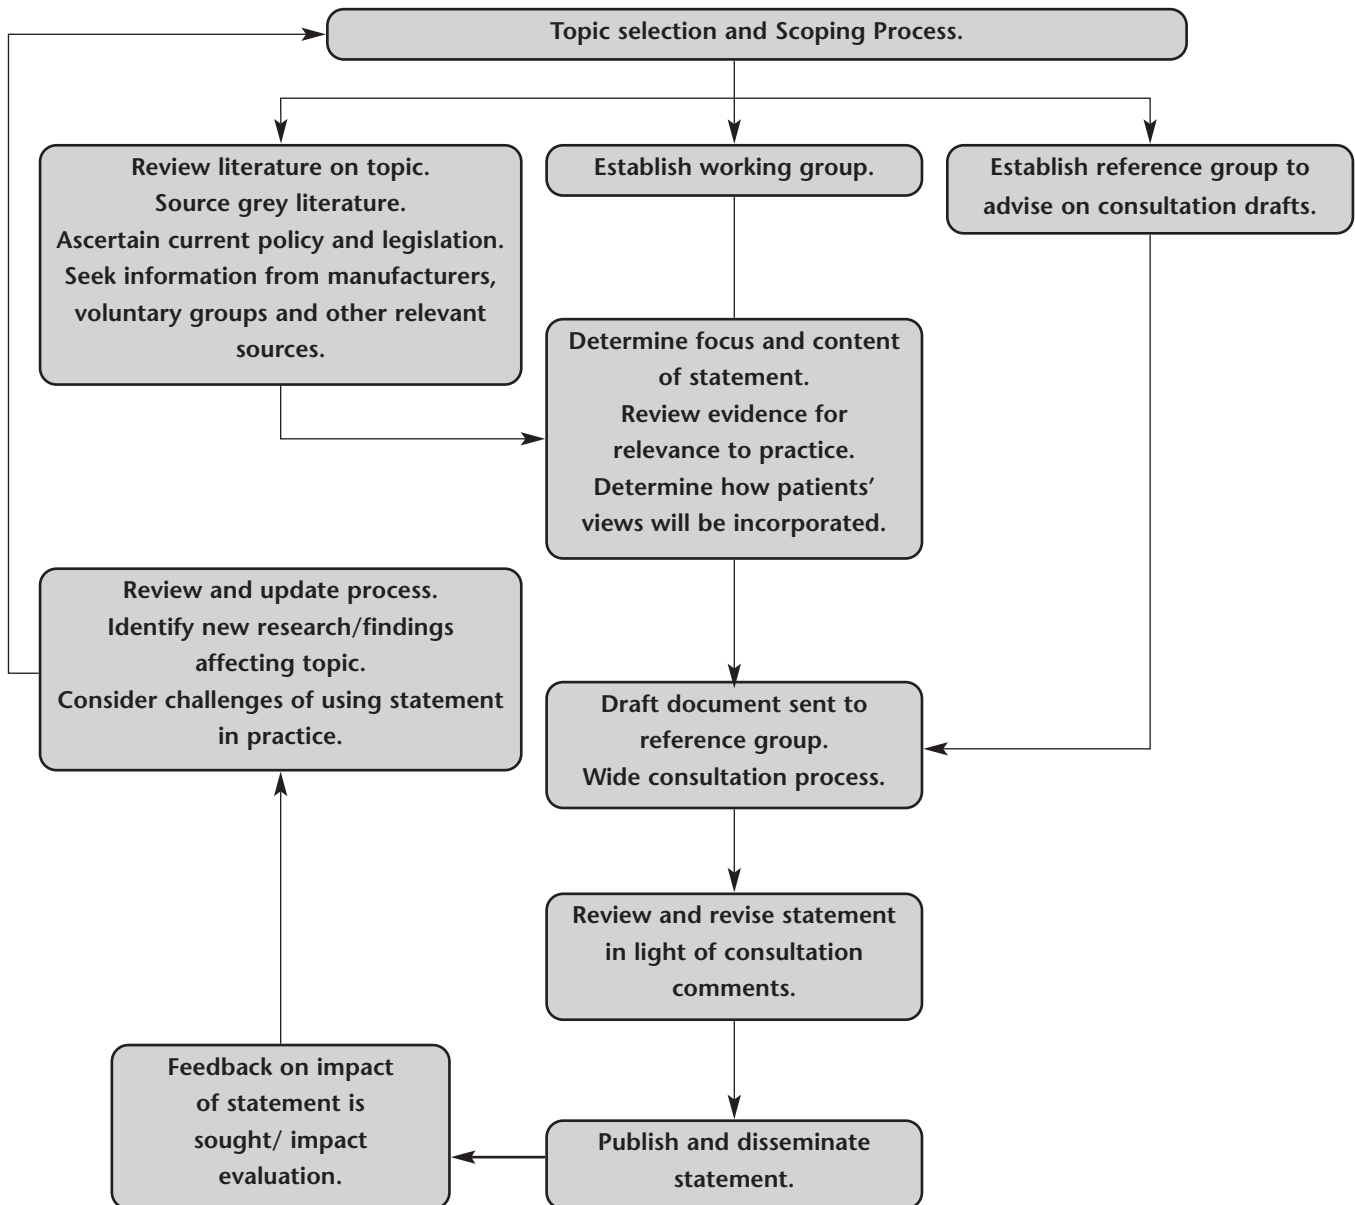 Topic selection and Scoping Process.
Review literature on topic.
Source grey literature.
Ascertain current policy and legislation.
Seek information from manufacturers,
voluntary groups and other relevant
sources.
Establish working group.
Establish reference group to
advise on consultation drafts.
Determine focus and content
of statement.
Review evidence for
relevance to practice.
Determine how patients’
views will be incorporated.
Draft document sent to
reference group.
Wide consultation process.
Review and revise statement
in light of consultation
comments.
Publish and disseminate
statement.
Feedback on impact
of statement is
sought/ impact
evaluation.
Review and update process.
Identify new research/findings
affecting topic.
Consider challenges of using statement
in practice.